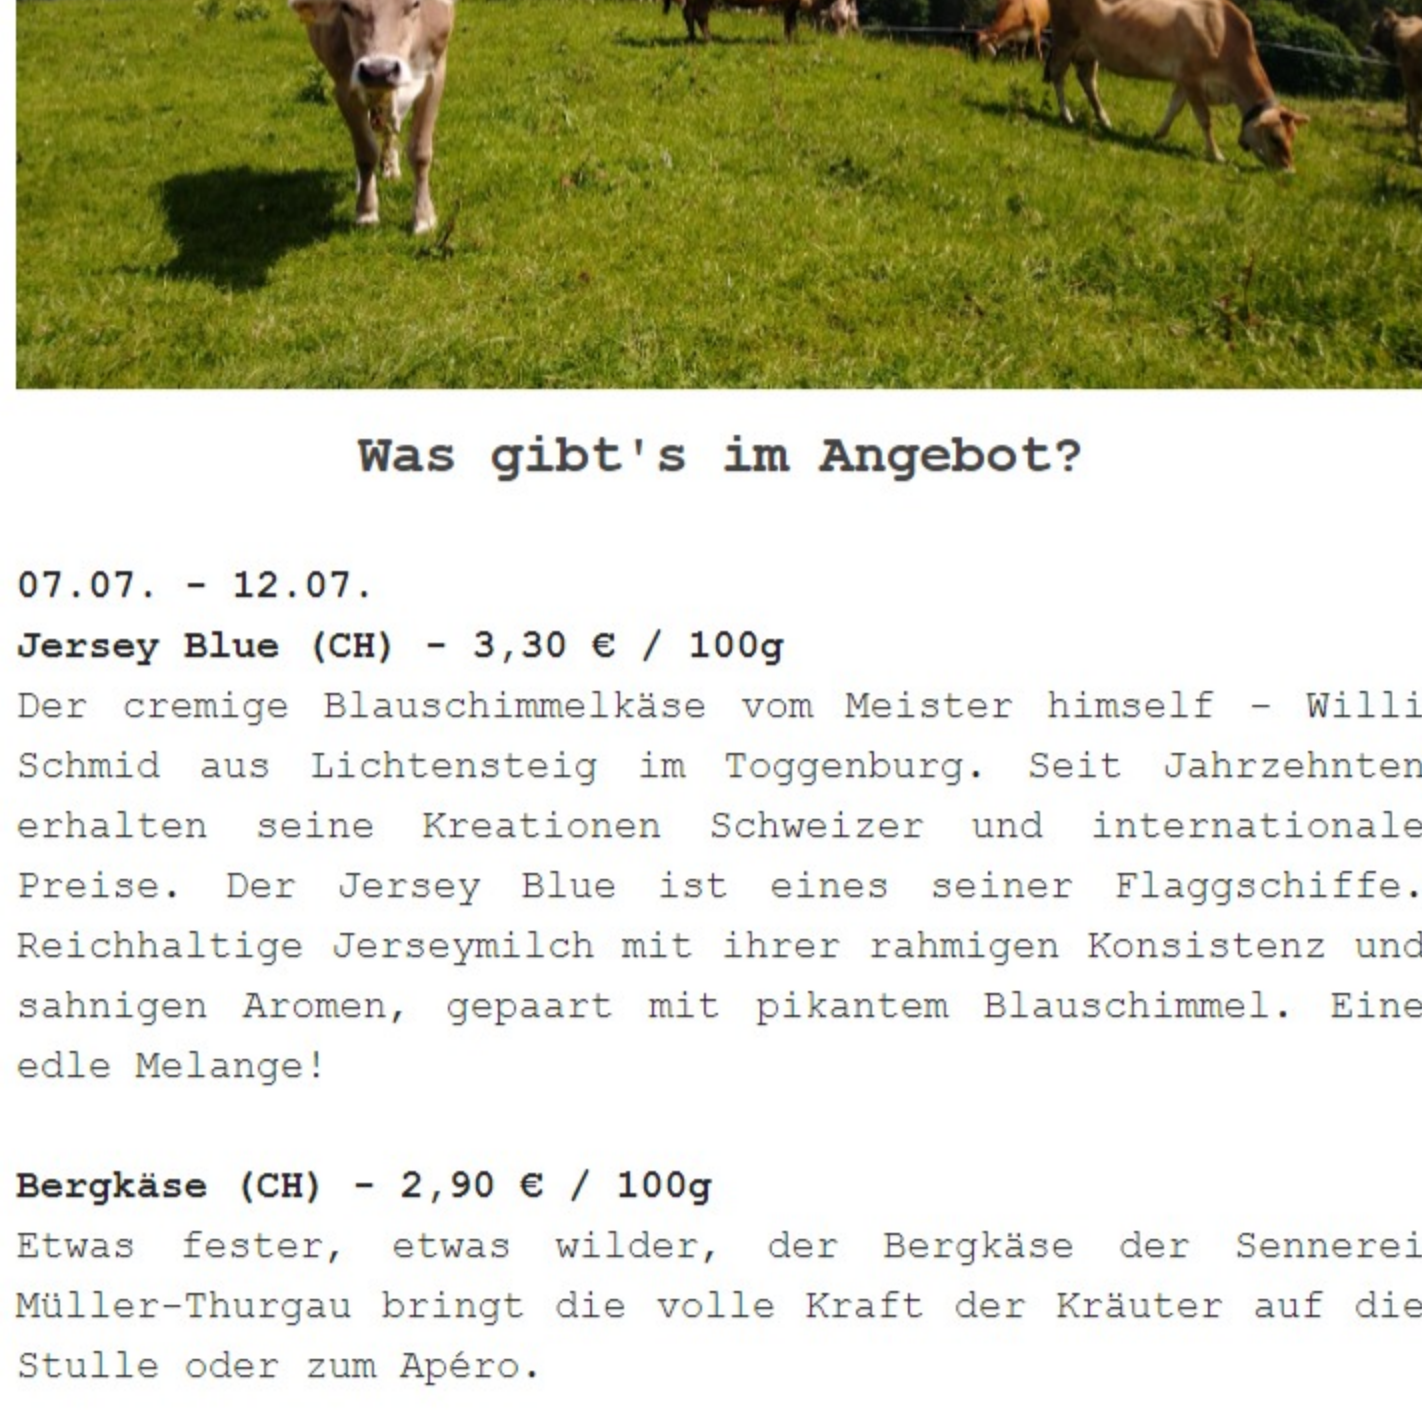 Was gibt's im Angebot?
07.07. - 12.07.
Jersey Blue (CH) - 3,30 € / 100g
Der cremige Blauschimmelkäse vom Meister himself - Willi
Schmid aus Lichtensteig im Toggenburg. Seit Jahrzehnten
erhalten seine Kreationen Schweizer und internationale
Preise. Der Jersey Blue ist eines seiner Flaggschiffe.
Reichhaltige Jerseymilch mit ihrer rahmigen Konsistenz und
sahnigen Aromen, gepaart mit pikantem Blauschimmel. Eine
edle Melange!
Bergkäse (CH) - 2,90 € / 100g
Etwas fester, etwas wilder, der Bergkäse der Sennerei
Müller-Thurgau bringt die volle Kraft der Kräuter auf die
Stulle oder zum Apéro.